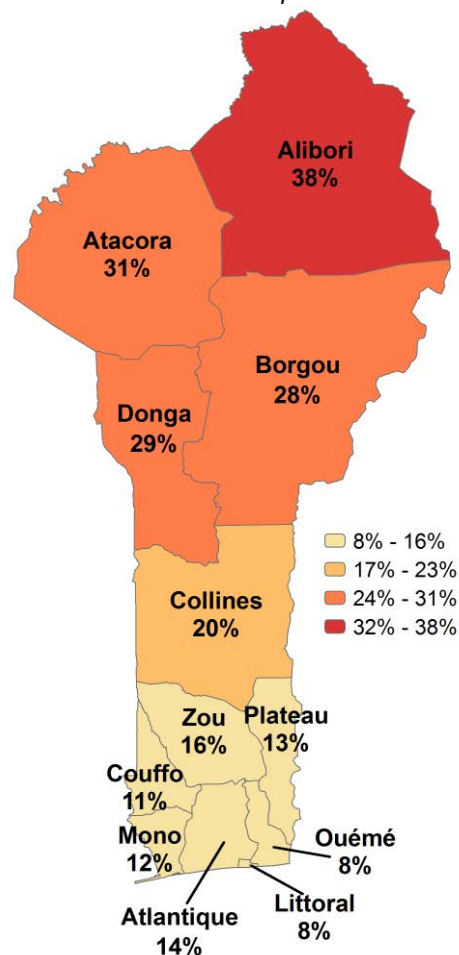 Alibori
38%
Atacora
31%
Borgou
28%
Donga
29%
8% - 16%
17% - 23%
24% - 31%
32% - 38%
Collines
20%
Zou
16%
Plateau
13%
Couffo
11%
Mono
12%
Ouémé
8%
Littoral
8%
Atlantique
14%